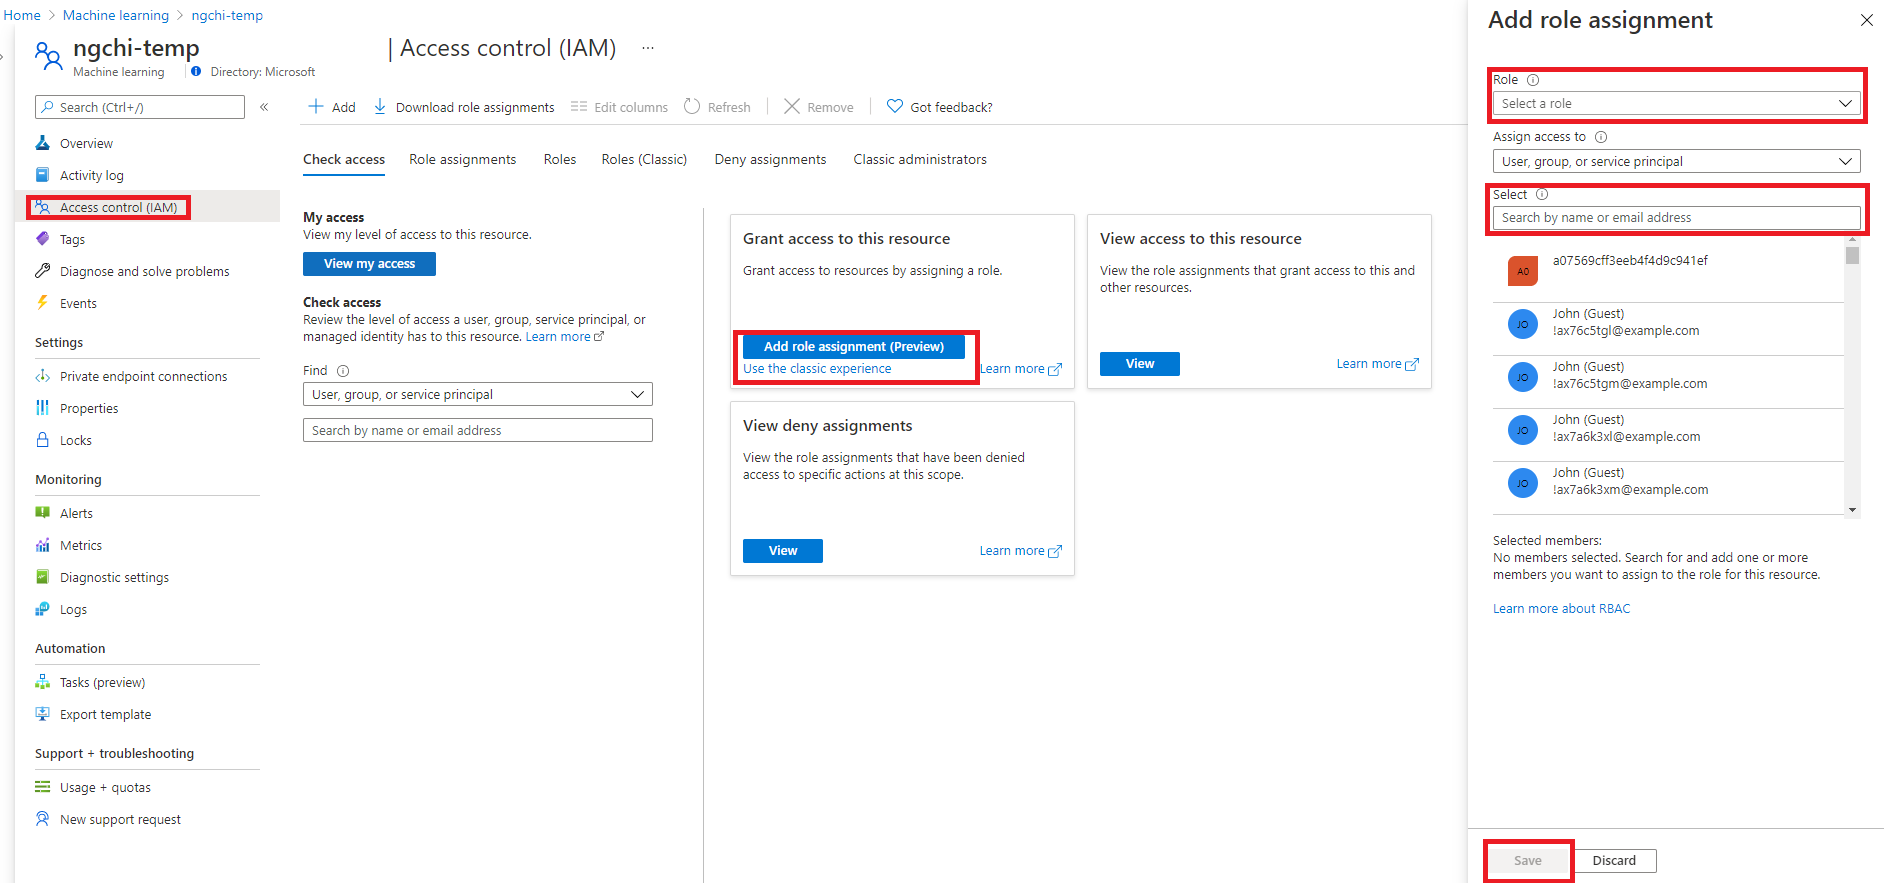 Home > Machine learning > ngchi-temp
ngchi-temp | Access control (IAM) ...
Machine learning
Directory: Microsoft
Search (Ctrl+/)
«
Overview
Activity log
Access control (IAM)
Tags
Diagnose and solve problems
Events
Settings
Private endpoint connections
Properties
Locks
Monitoring
Alerts
Metrics
Diagnostic settings
Logs
Automation
Tasks (preview)
Export template
Support + troubleshooting
Usage + quotas
New support request
Add
Download role assignments
Edit columns
Refresh
Remove
Got feedback?
Check access
Role assignments
Roles
Roles (Classic)
Deny assignments
Classic administrators
My access
View my level of access to this resource.
View my access
Check access
Review the level of access a user, group, service principal, or
managed identity has to this resource. Learn more
Find
User, group, or service principal
Search by name or email address
Grant access to this resource
Grant access to resources by assigning a role.
Add role assignment (Preview)
Use the classic experience
Learn more
View access to this resource
View the role assignments that grant access to this and
other resources.
View
Learn more
View deny assignments
View the role assignments that have been denied
access to specific actions at this scope.
View
Learn more
Add role assignment
Role
Select a role
Assign access to
User, group, or service principal
Select
Search by name or email address
A0
a07569cff3eeb4f4d9c941ef
JO
John (Guest)
!ax76c5tgl@example.com
JO
John (Guest)
!ax76c5tgm@example.com
JO
John (Guest)
!ax7a6k3xl@example.com
JO
John (Guest)
!ax7a6k3xm@example.com
Selected members:
No members selected. Search for and add one or more
members you want to assign to the role for this resource.
Learn more about RBAC
Save
Discard